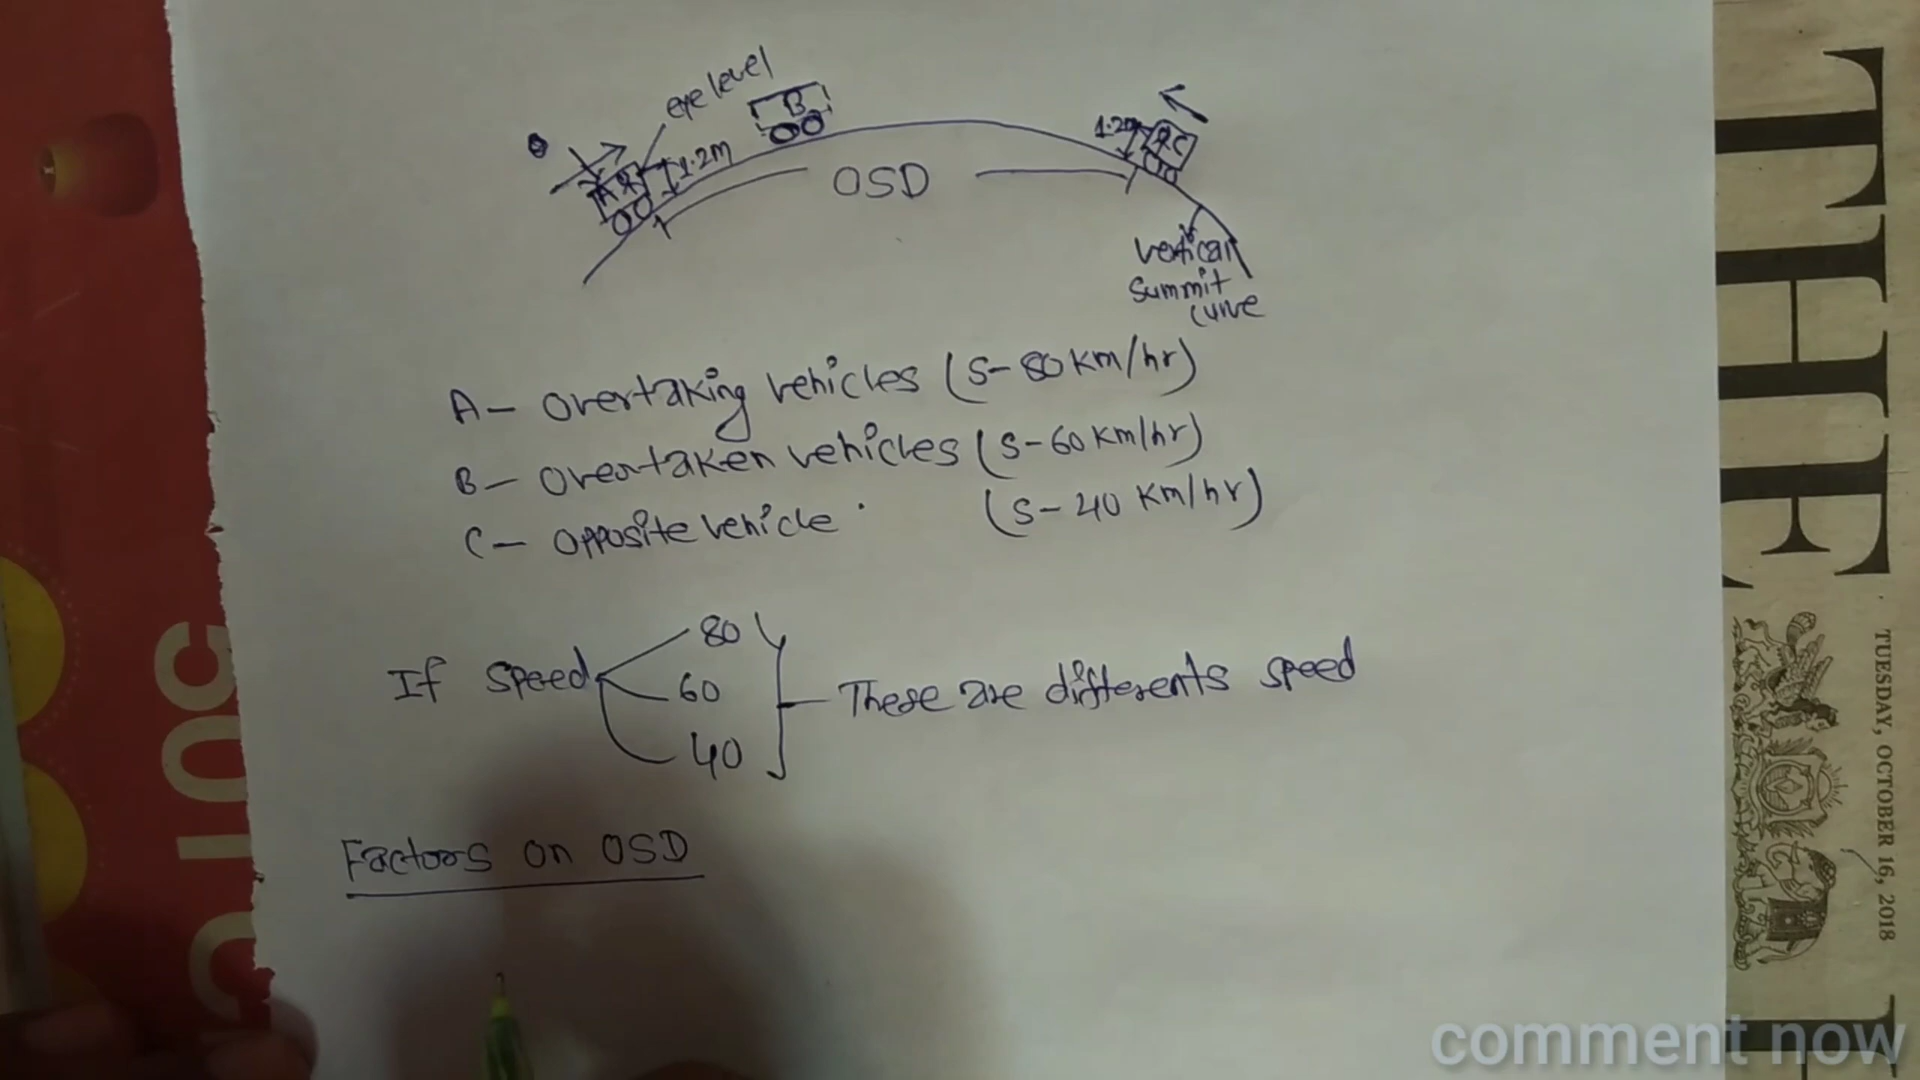 eye level
B
1.2m
A
1.2m
C
OSD
vertical
summit
curve
A - Overtaking vehicles (S-80 Km/hr)
B - Overtaken vehicles (S-60 Km/hr)
C - Opposite vehicle (S-40 Km/hr)
80
If speed 60 These are differents speed
40
Factors on OSD
THE
TUESDAY, OCTOBER 16, 2018
comment now